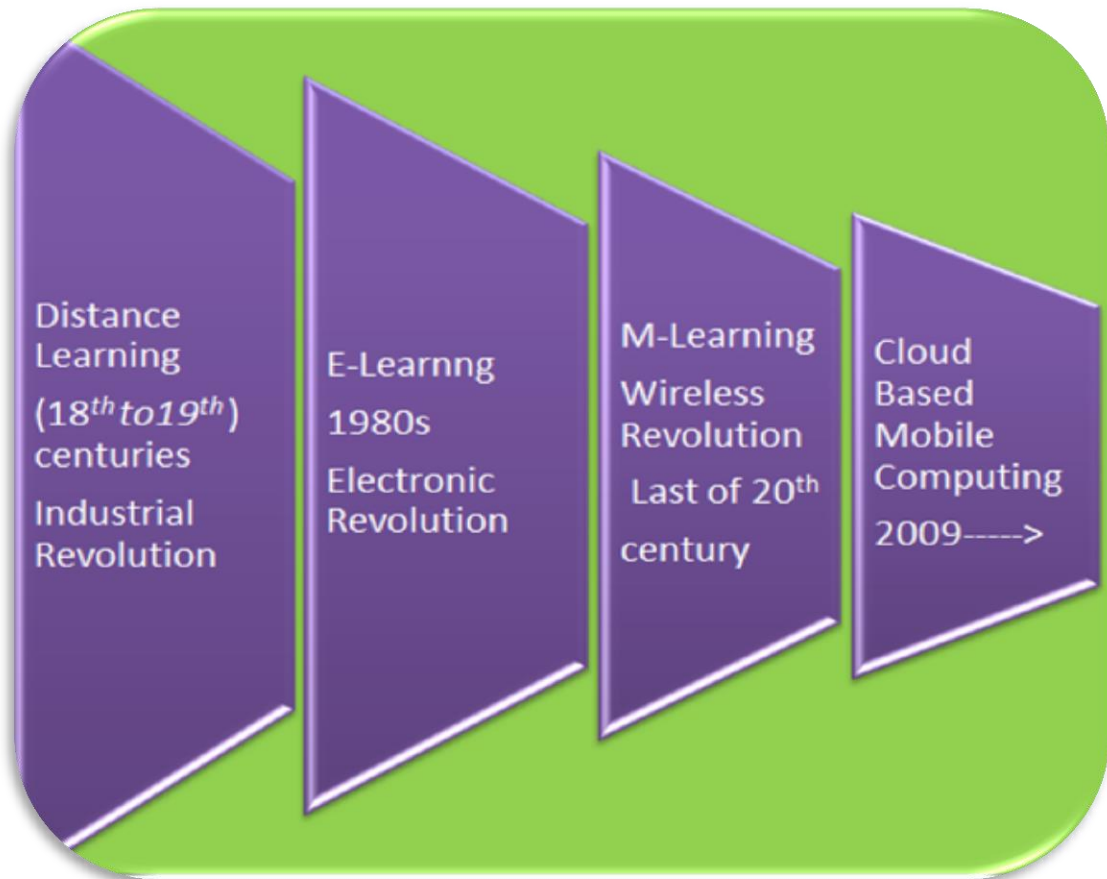 Distance
Learning
(18th to19th)
centuries
Industrial
Revolution
E-Learnng
1980s
Electronic
Revolution
M-Learning
Wireless
Revolution
Last of 20th
century
Cloud
Based
Mobile
Computing
2009----->